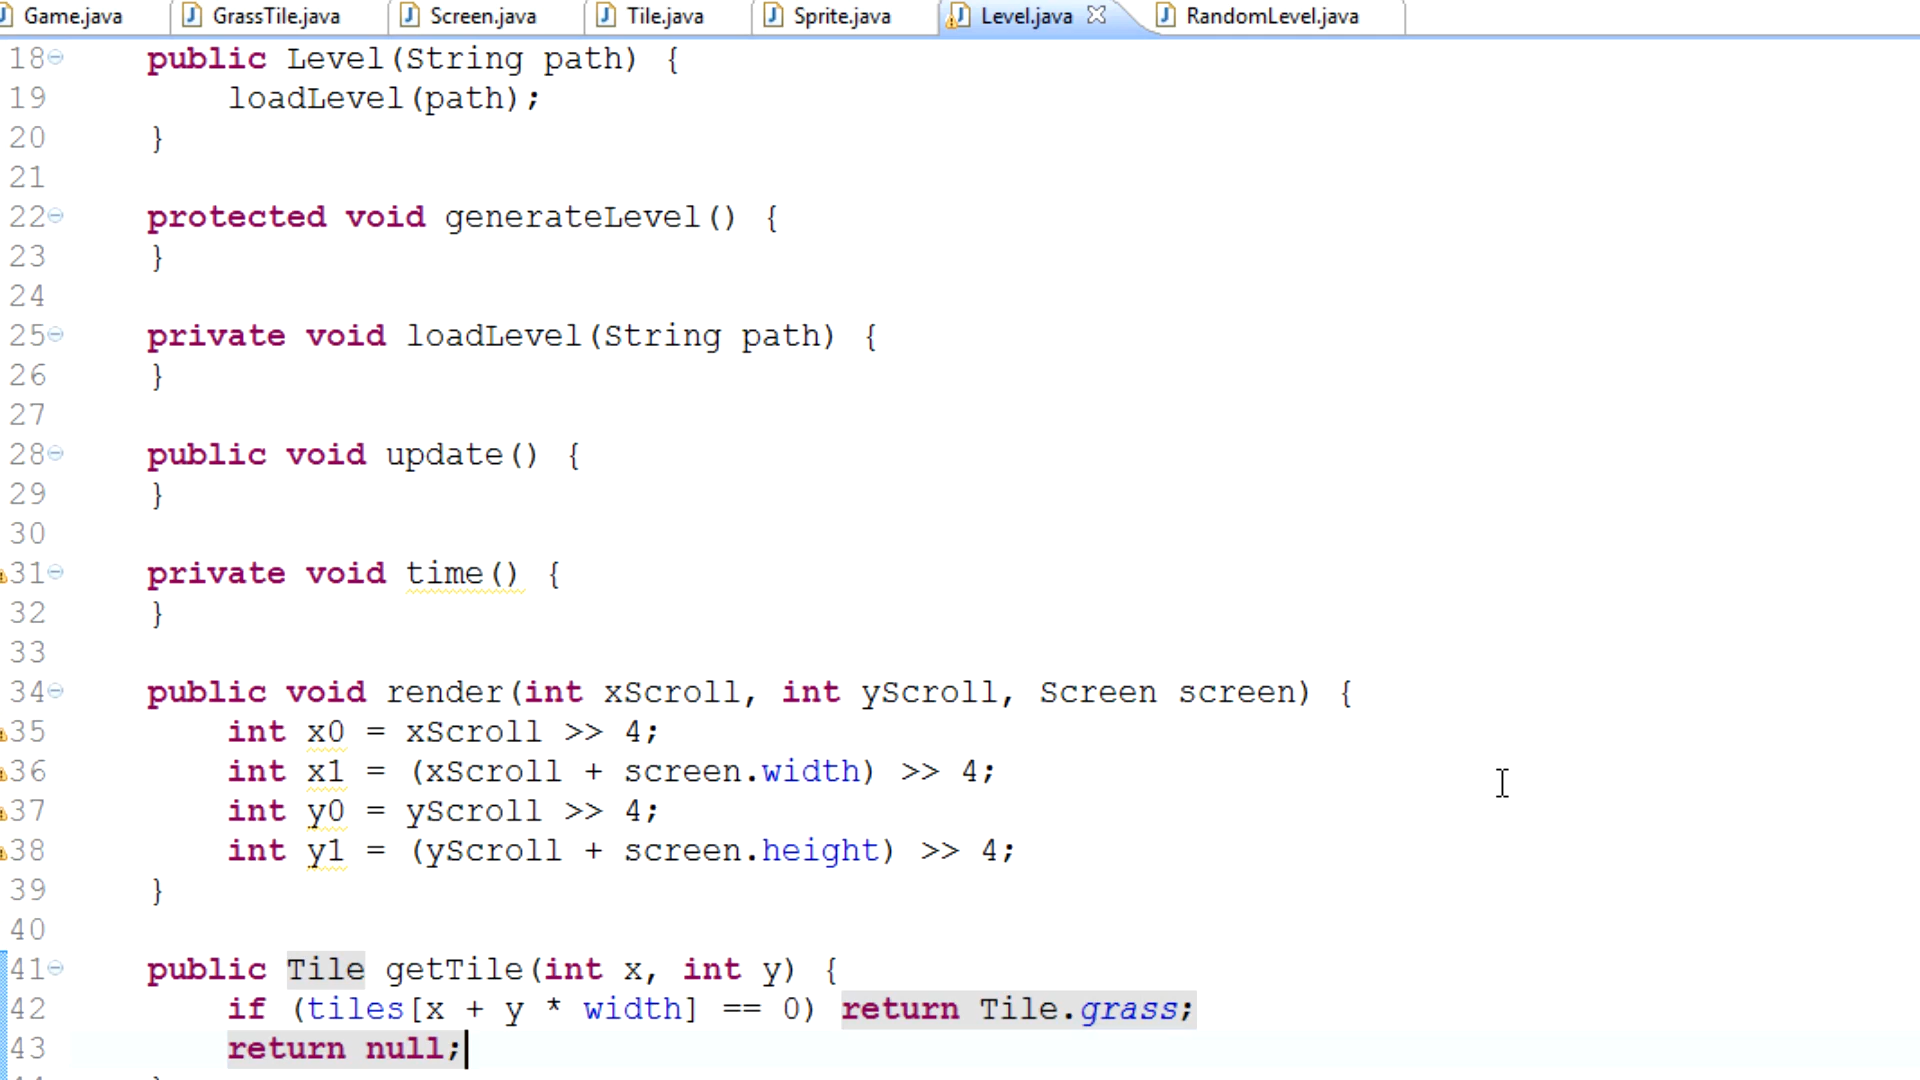 Game.java GrassTile.java Screen.java Tile.java Sprite.java Level.java RandomLevel.java
18 public Level(String path) {
19 loadLevel(path);
20 }
21
22 protected void generateLevel() {
23 }
24
25 private void loadLevel(String path) {
26 }
27
28 public void update() {
29 }
30
31 private void time() {
32 }
33
34 public void render(int xScroll, int yScroll, Screen screen) {
35 int x0 = xScroll >> 4;
36 int x1 = (xScroll + screen.width) >> 4;
37 int y0 = yScroll >> 4;
38 int y1 = (yScroll + screen.height) >> 4;
39 }
40
41 public Tile getTile(int x, int y) {
42 if (tiles[x + y * width] == 0) return Tile.grass;
43 return null;